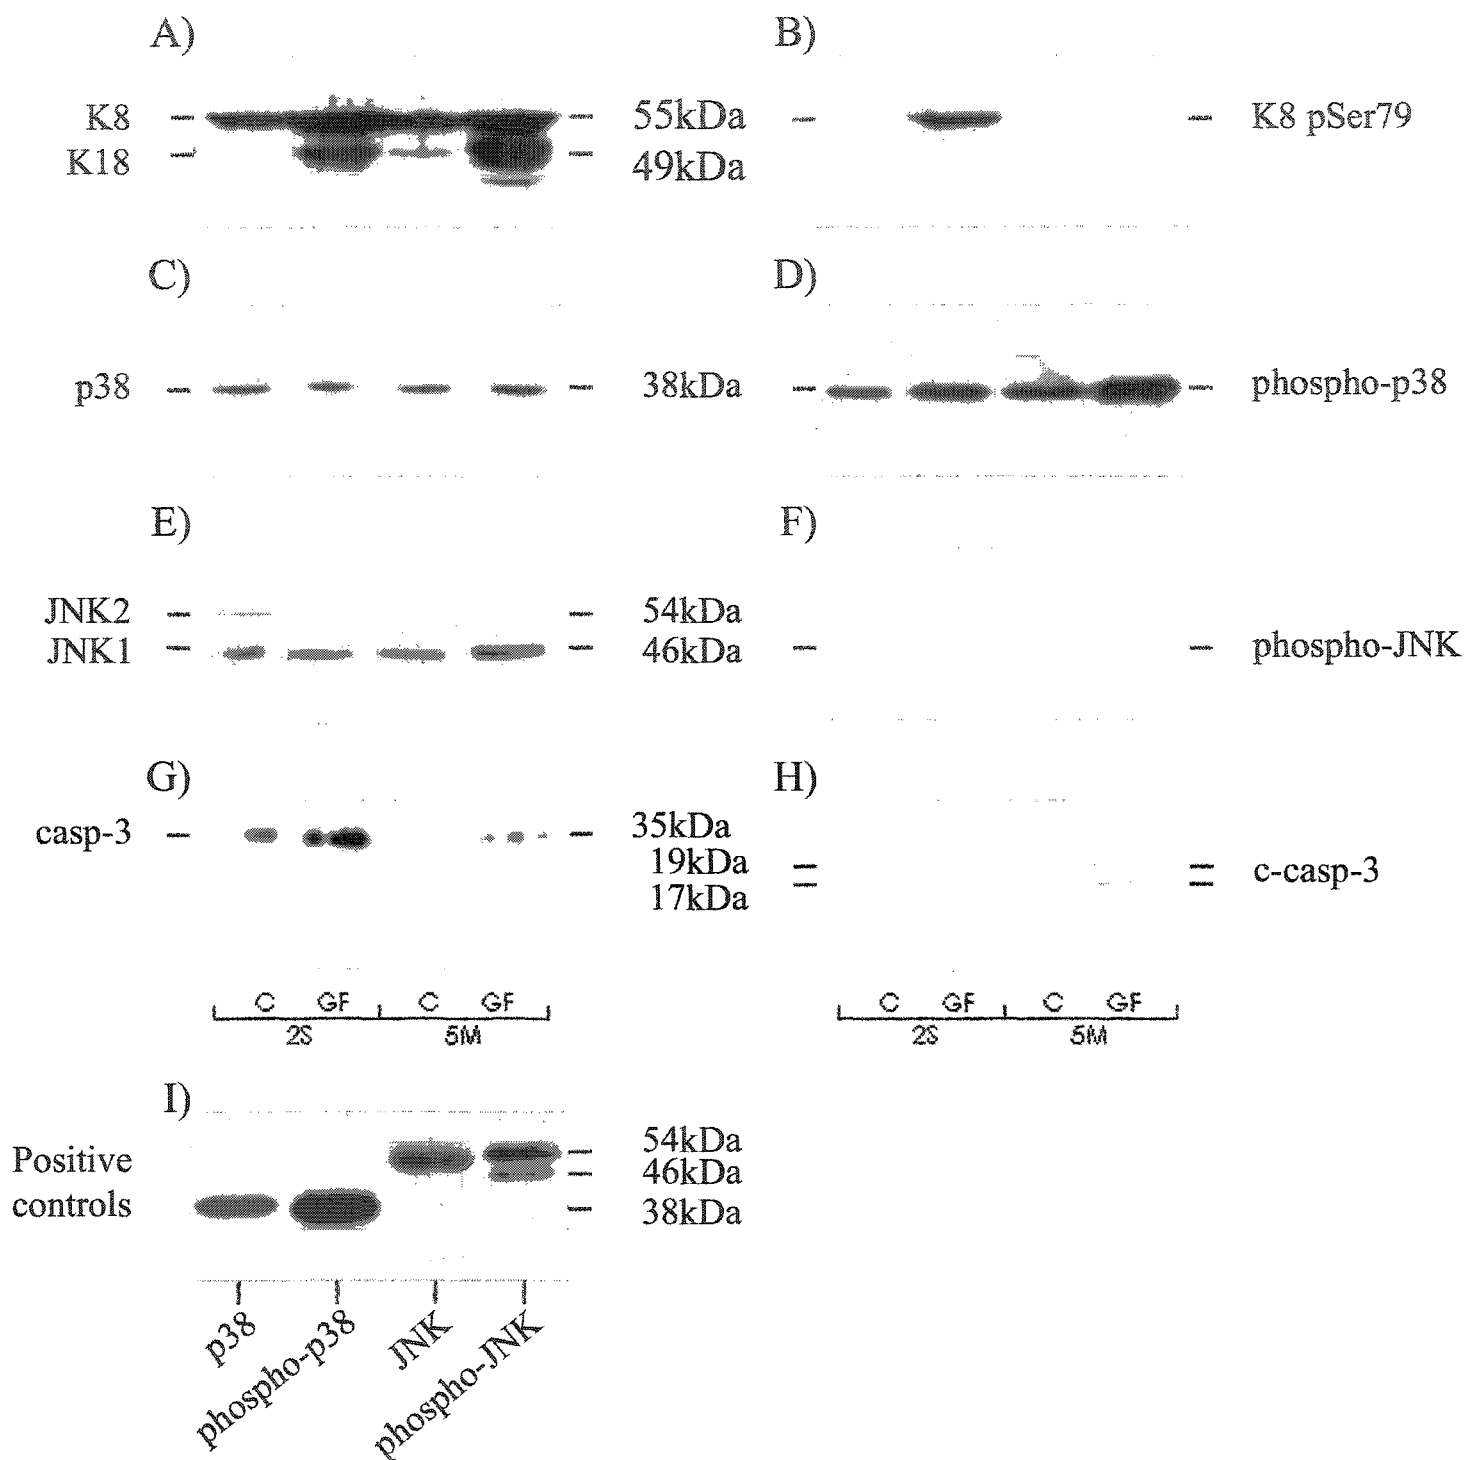 A)
B)
K8
55kDa
K8 pSer79
K18
49kDa
C)
D)
p38
38kDa
phospho-p38
E)
F)
JNK2
54kDa
JNK1
46kDa
phospho-JNK
G)
H)
casp-3
35kDa
19kDa
c-casp-3
17kDa
C GF C GF
2S 5M
C GF C GF
2S 5M
I)
Positive
controls
54kDa
46kDa
38kDa
p38
phospho-p38
JNK
phospho-JNK